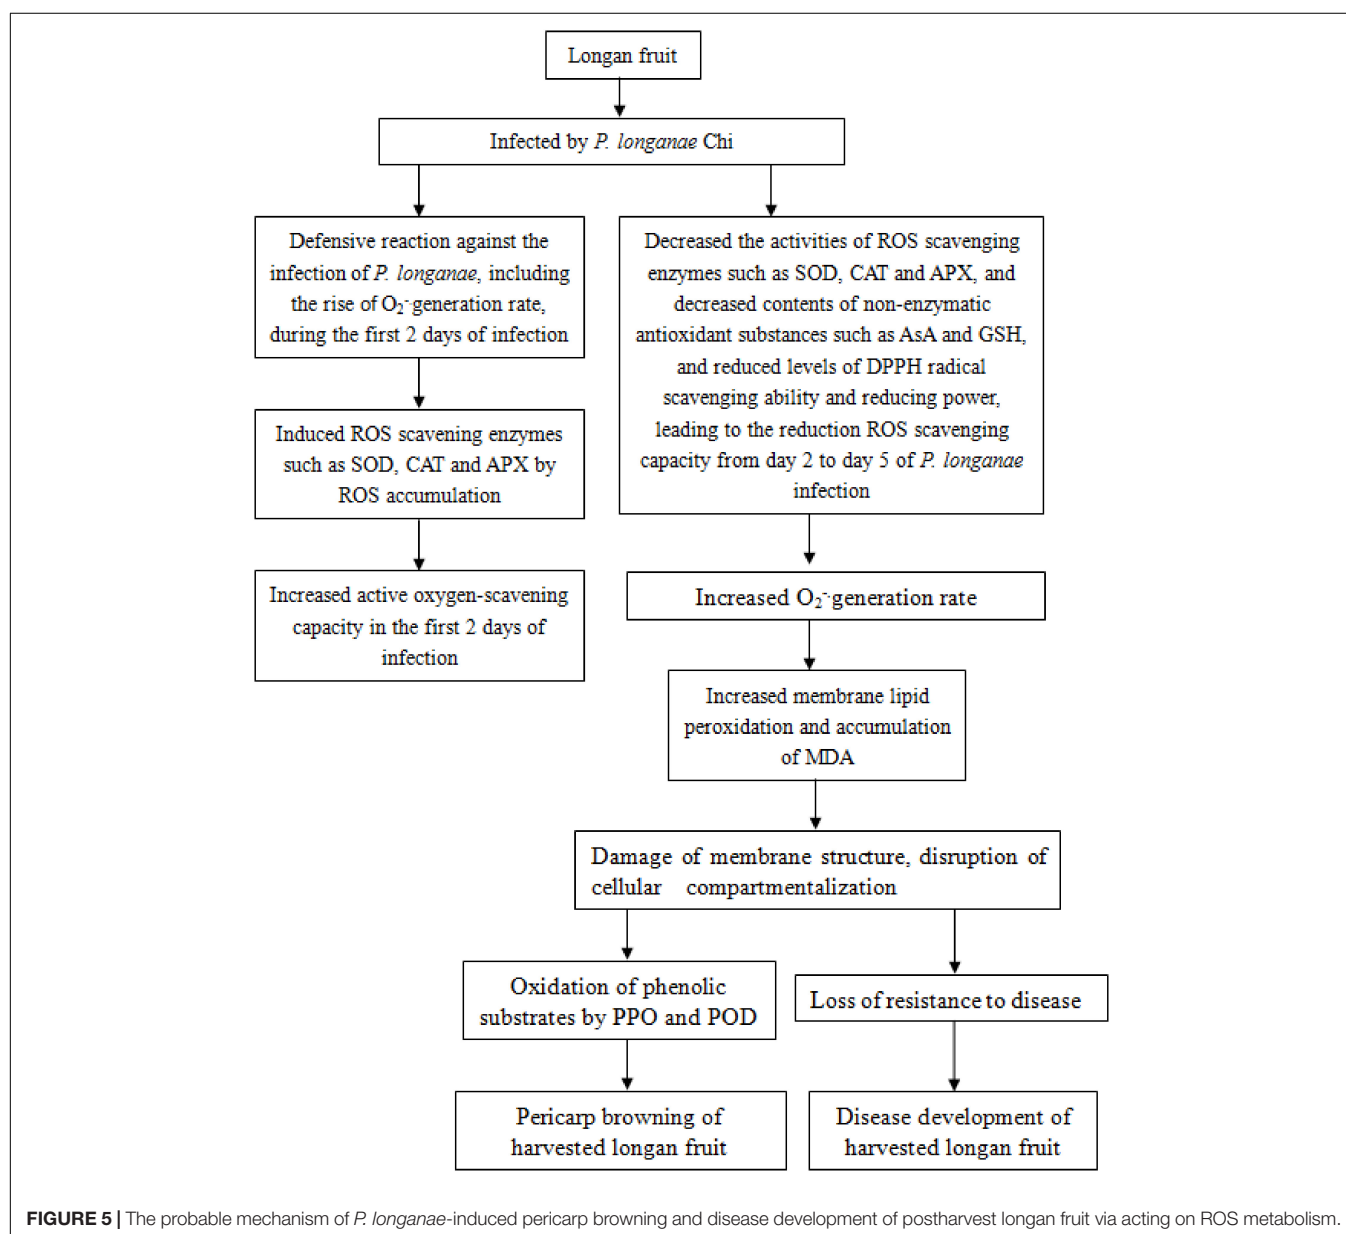 Longan fruit
Infected by P. longanae Chi
Defensive reaction against the
infection of P. longanae, including
the rise of O₂⁻·generation rate,
during the first 2 days of infection
Induced ROS scavening enzymes
such as SOD, CAT and APX by
ROS accumulation
Increased active oxygen-scavening
capacity in the first 2 days of
infection
Decreased the activities of ROS scavenging
enzymes such as SOD, CAT and APX, and
decreased contents of non-enzymatic
antioxidant substances such as AsA and GSH,
and reduced levels of DPPH radical
scavenging ability and reducing power,
leading to the reduction ROS scavenging
capacity from day 2 to day 5 of P. longanae
infection
Increased O₂⁻·generation rate
Increased membrane lipid
peroxidation and accumulation
of MDA
Damage of membrane structure, disruption of
cellular compartmentalization
Oxidation of phenolic
substrates by PPO and POD
Loss of resistance to disease
Pericarp browning of
harvested longan fruit
Disease development of
harvested longan fruit
FIGURE 5 | The probable mechanism of P. longanae-induced pericarp browning and disease development of postharvest longan fruit via acting on ROS metabolism.